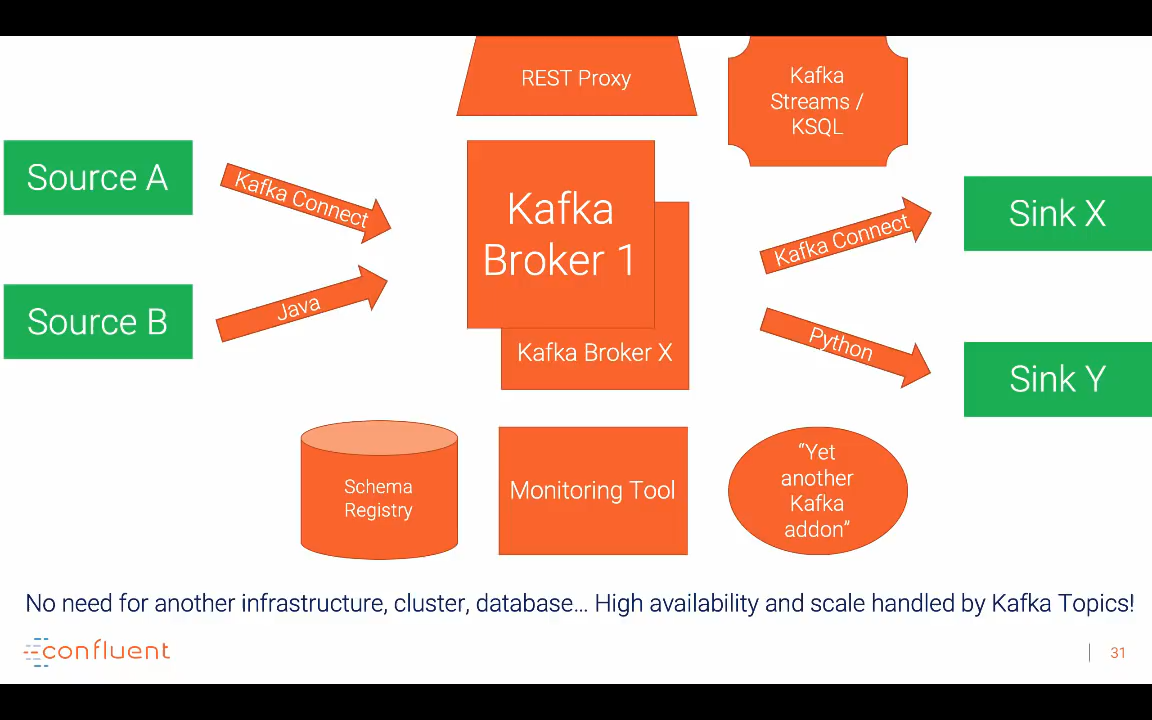 REST Proxy
Kafka
Streams /
KSQL
Source A
Kafka Connect
Kafka
Broker 1
Kafka Connect
Sink X
Source B
Java
Kafka Broker X
Python
Sink Y
Schema
Registry
Monitoring Tool
“Yet
another
Kafka
addon”
No need for another infrastructure, cluster, database… High availability and scale handled by Kafka Topics!
confluent
31